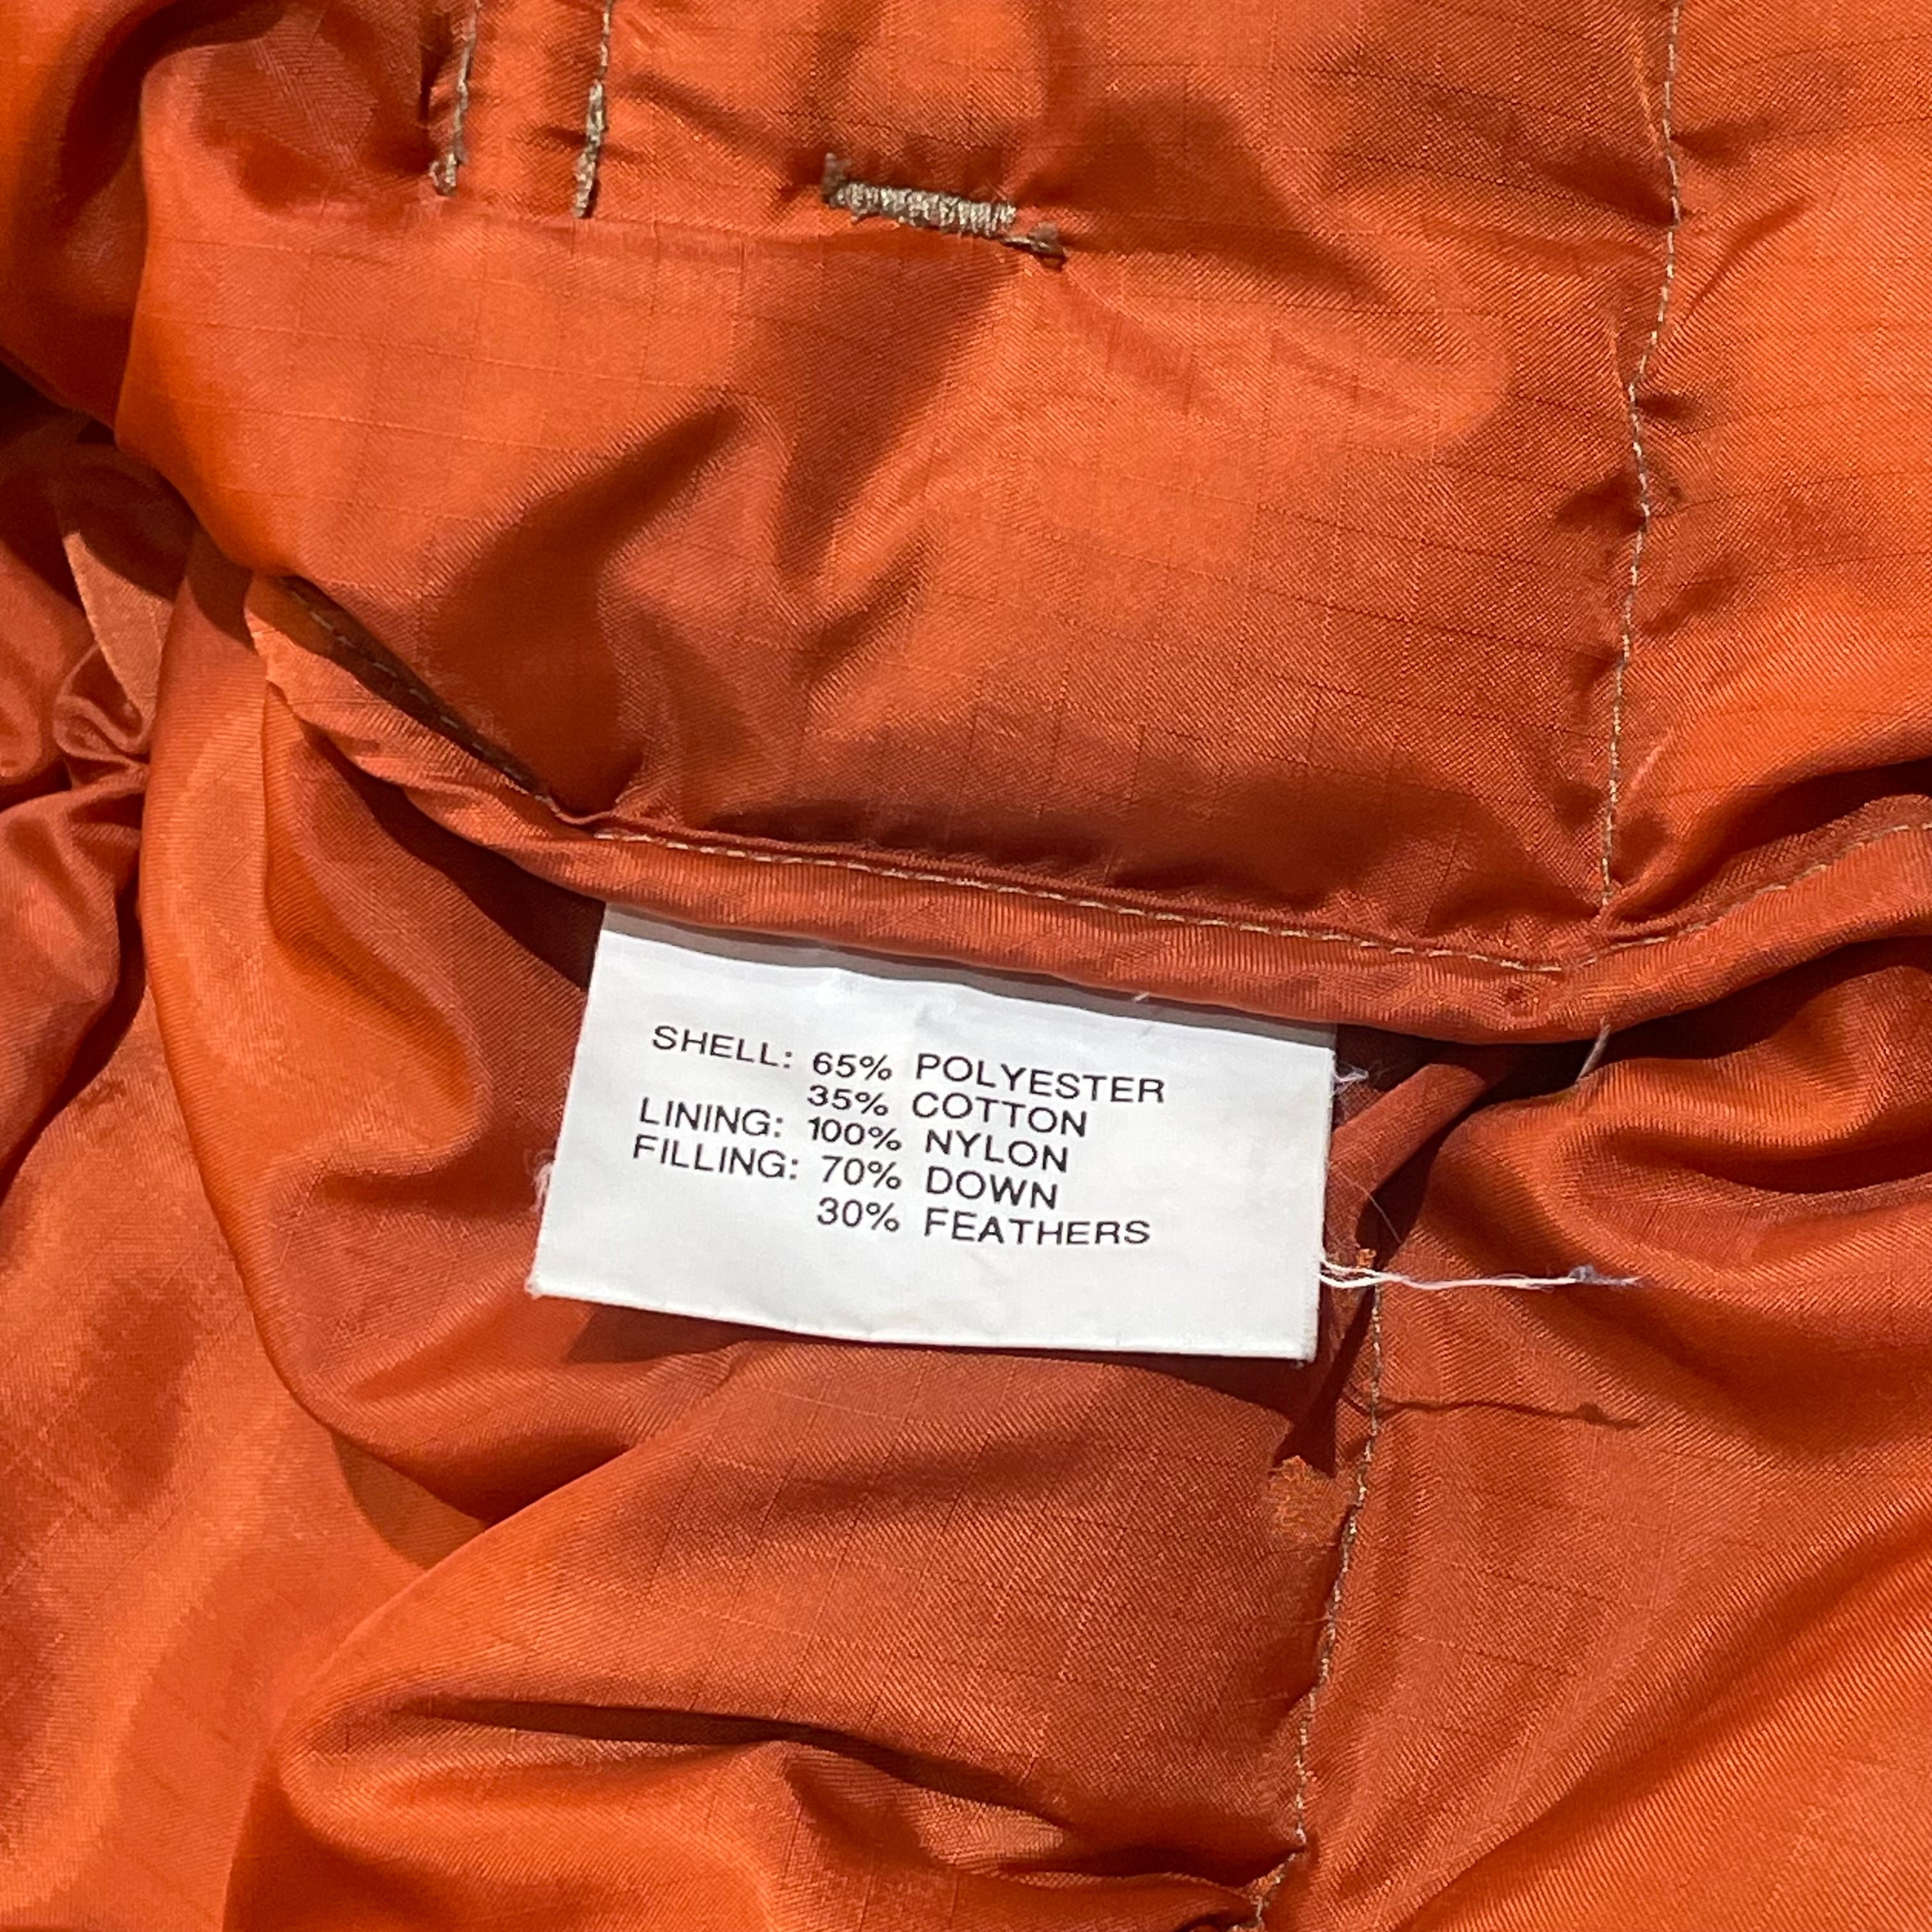 SHELL: 65% POLYESTER
35% COTTON
LINING: 100% NYLON
FILLING: 70% DOWN
30% FEATHERS